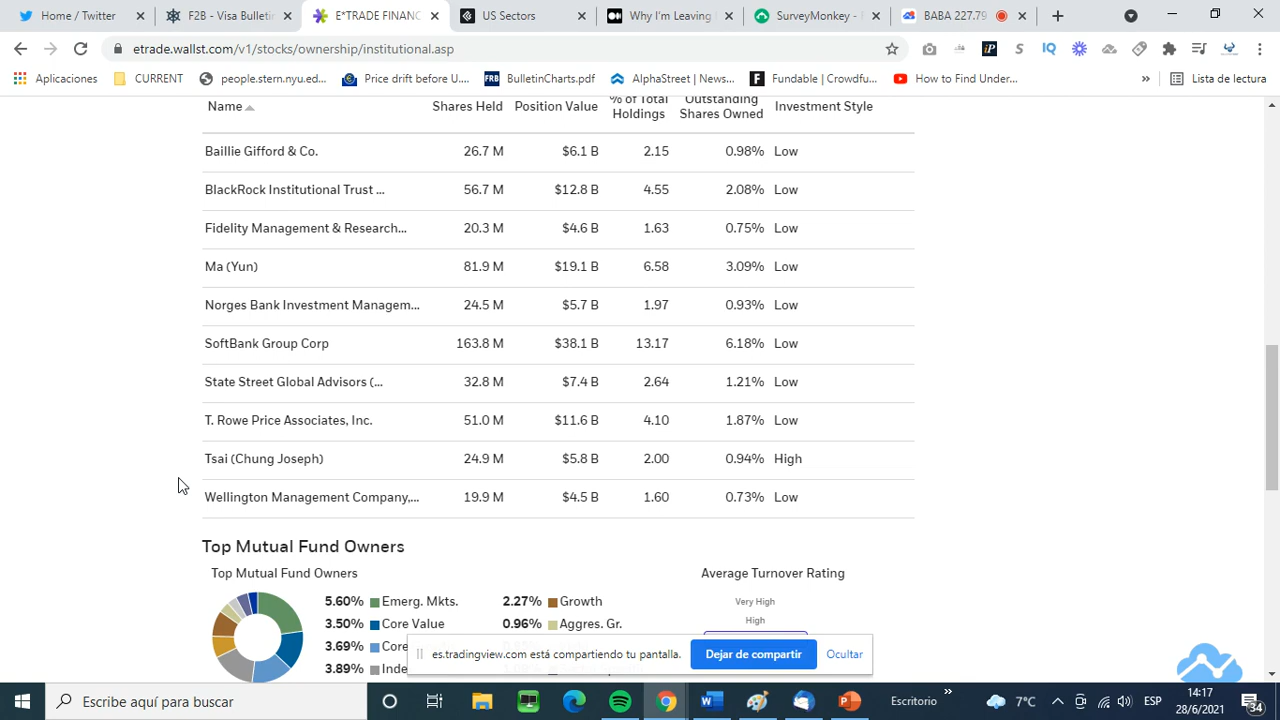 Home / Twitter
F2B - Visa Bulletin
E*TRADE FINANC
US Sectors
Why I'm Leaving
SurveyMonkey -
BABA 227.79
etrade.wallst.com/v1/stocks/ownership/institutional.asp
Aplicaciones
CURRENT
people.stern.nyu.ed...
Price drift before U....
FRB BulletinCharts.pdf
AlphaStreet | News...
Fundable | Crowdfu...
How to Find Under...
»
Lista de lectura
Name Shares Held Position Value % of Total Holdings Outstanding Shares Owned Investment Style
Baillie Gifford & Co. 26.7 M $6.1 B 2.15 0.98% Low
BlackRock Institutional Trust ... 56.7 M $12.8 B 4.55 2.08% Low
Fidelity Management & Research... 20.3 M $4.6 B 1.63 0.75% Low
Ma (Yun) 81.9 M $19.1 B 6.58 3.09% Low
Norges Bank Investment Managem... 24.5 M $5.7 B 1.97 0.93% Low
SoftBank Group Corp 163.8 M $38.1 B 13.17 6.18% Low
State Street Global Advisors (... 32.8 M $7.4 B 2.64 1.21% Low
T. Rowe Price Associates, Inc. 51.0 M $11.6 B 4.10 1.87% Low
Tsai (Chung Joseph) 24.9 M $5.8 B 2.00 0.94% High
Wellington Management Company,... 19.9 M $4.5 B 1.60 0.73% Low
Top Mutual Fund Owners
Top Mutual Fund Owners Average Turnover Rating
5.60% Emerg. Mkts. 2.27% Growth Very High
3.50% Core Value 0.96% Aggres. Gr. High
3.69% Core
3.89% Inde
es.tradingview.com está compartiendo tu pantalla. Dejar de compartir Ocultar
Escribe aquí para buscar
Escritorio » 7°C ESP 14:17
28/6/2021 34